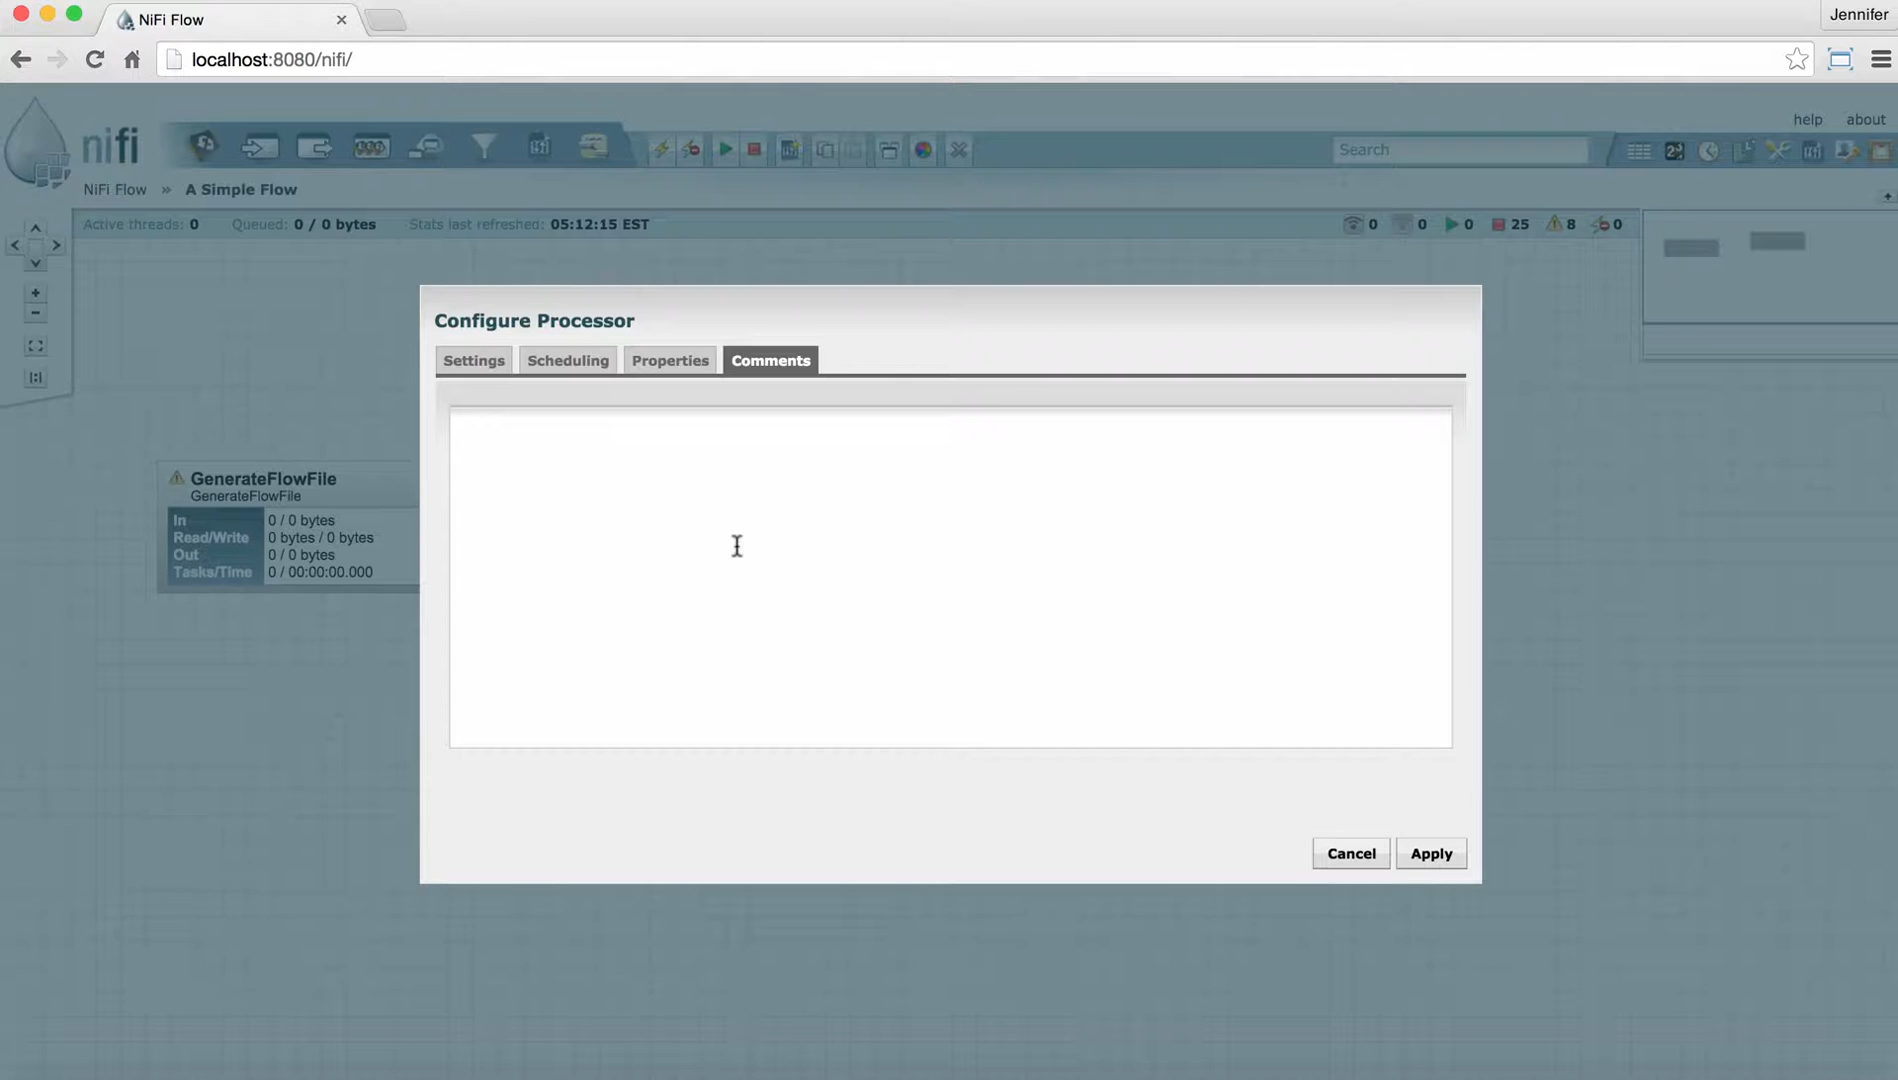 NiFi Flow
Jennifer
localhost:8080/nifi/
nifi
Search
help about
NiFi Flow » A Simple Flow
Active threads: 0 Queued: 0 / 0 bytes Stats last refreshed: 05:12:15 EST
0 0 0 25 8 0
Configure Processor
Settings Scheduling Properties Comments
GenerateFlowFile
GenerateFlowFile
In 0 / 0 bytes
Read/Write 0 bytes / 0 bytes
Out 0 / 0 bytes
Tasks/Time 0 / 00:00:00.000
Cancel Apply